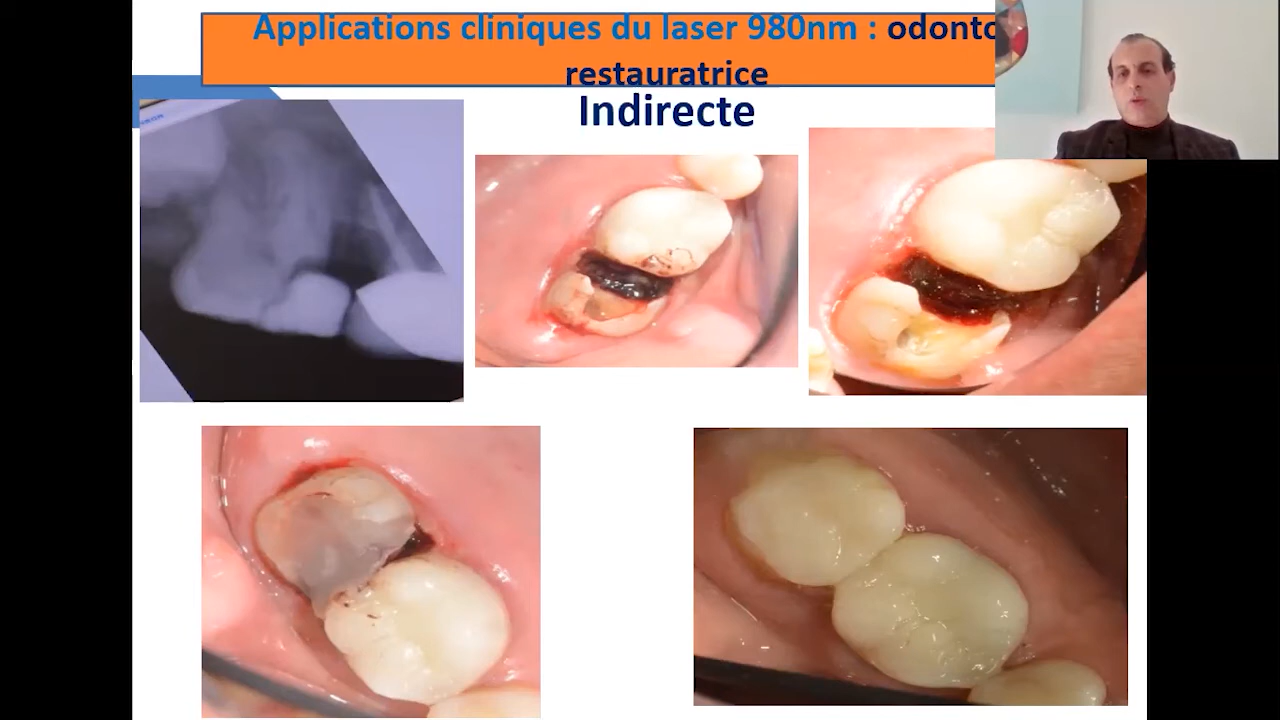 Applications cliniques du laser 980nm : odonto
restauratrice
Indirecte